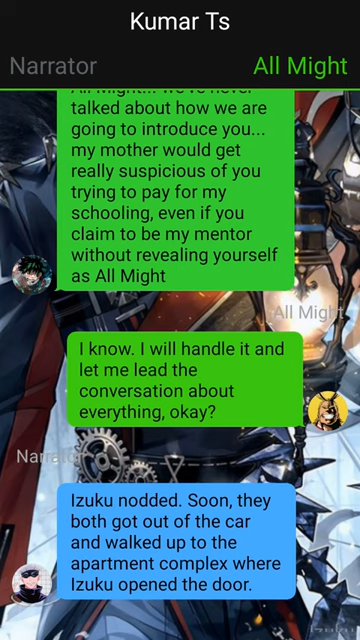 Kumar Ts
Narrator
All Might
All Might... we've never
talked about how we are
going to introduce you...
my mother would get
really suspicious of you
trying to pay for my
schooling, even if you
claim to be my mentor
without revealing yourself
as All Might
All Might
I know. I will handle it and
let me lead the
conversation about
everything, okay?
Narrator
Izuku nodded. Soon, they
both got out of the car
and walked up to the
apartment complex where
Izuku opened the door.